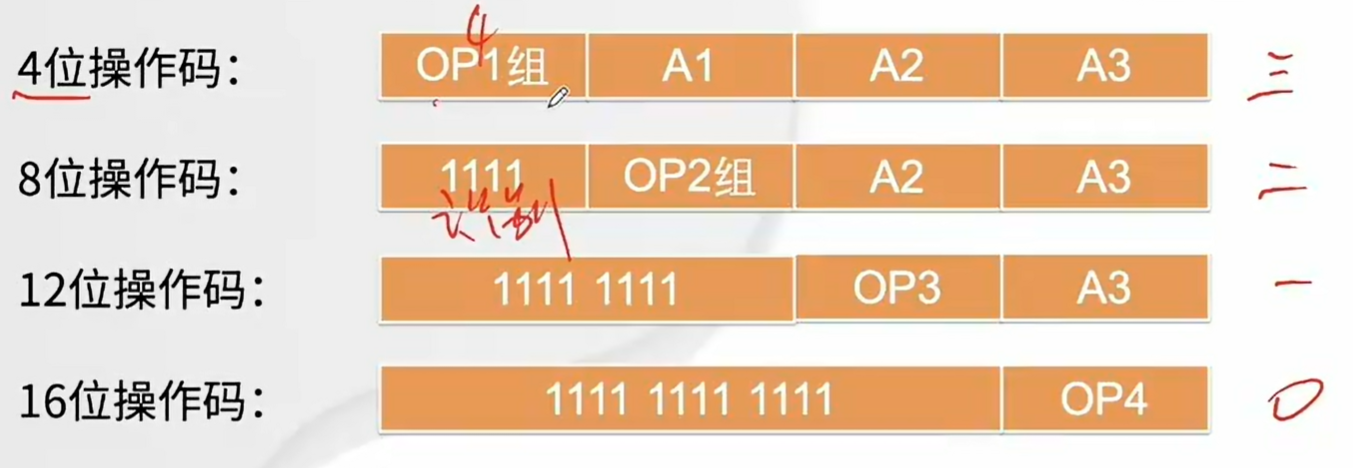 4
4位操作码： OP1组 A1 A2 A3 三
8位操作码： 1111 OP2组 A2 A3 二
识别
12位操作码： 1111 1111 OP3 A3 一
16位操作码： 1111 1111 1111 OP4 0